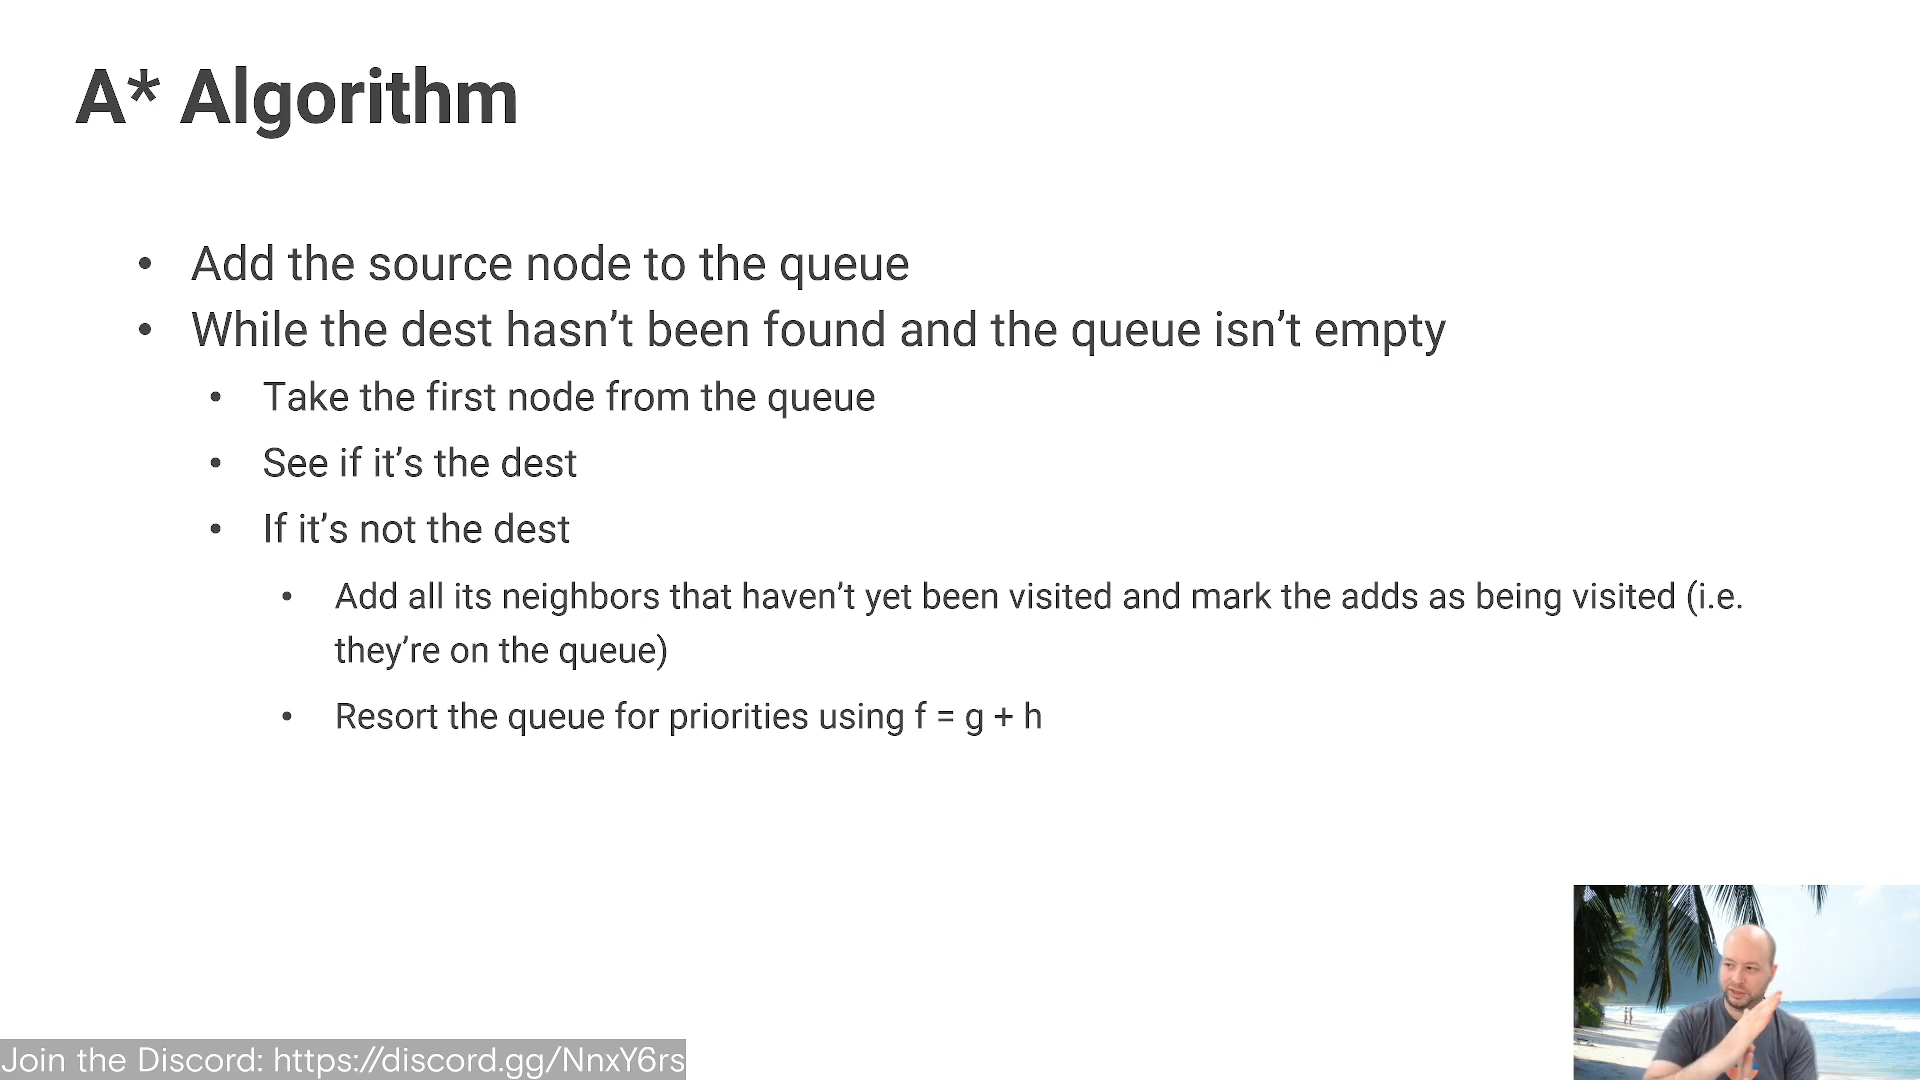 A* Algorithm
• Add the source node to the queue
• While the dest hasn’t been found and the queue isn’t empty
• Take the first node from the queue
• See if it’s the dest
• If it’s not the dest
• Add all its neighbors that haven’t yet been visited and mark the adds as being visited (i.e.
they’re on the queue)
• Resort the queue for priorities using f = g + h
Join the Discord: https://discord.gg/NnxY6rs